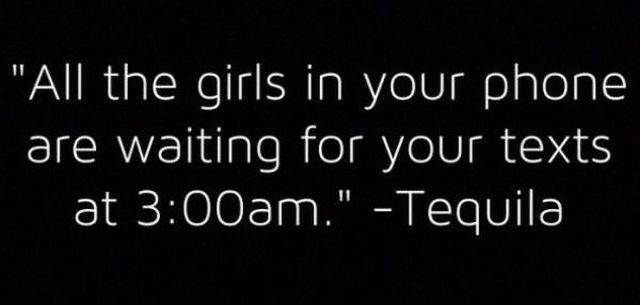 "All the girls in your phone
are waiting for your texts
at 3:00am." -Tequila